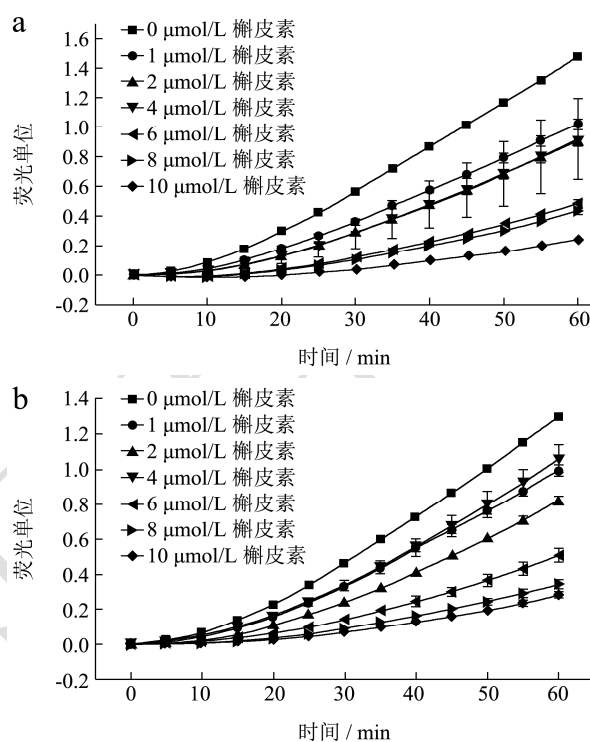 a
0 μmol/L 槲皮素
1 μmol/L 槲皮素
2 μmol/L 槲皮素
4 μmol/L 槲皮素
6 μmol/L 槲皮素
8 μmol/L 槲皮素
10 μmol/L 槲皮素
1.6
1.4
1.2
1.0
0.8
0.6
0.4
0.2
0.0
-0.2
荧光单位
0 10 20 30 40 50 60
时间 / min
b
0 μmol/L 槲皮素
1 μmol/L 槲皮素
2 μmol/L 槲皮素
4 μmol/L 槲皮素
6 μmol/L 槲皮素
8 μmol/L 槲皮素
10 μmol/L 槲皮素
1.4
1.2
1.0
0.8
0.6
0.4
0.2
0.0
-0.2
荧光单位
0 10 20 30 40 50 60
时间 / min